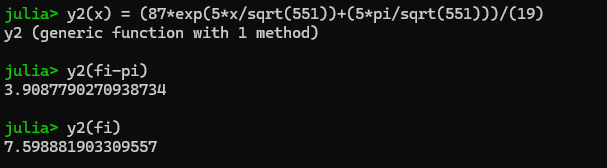 julia> y2(x) = (87*exp(5*x/sqrt(551))+(5*pi/sqrt(551)))/(19)
y2 (generic function with 1 method)
julia> y2(fi-pi)
3.9087790270938734
julia> y2(fi)
7.598881903309557